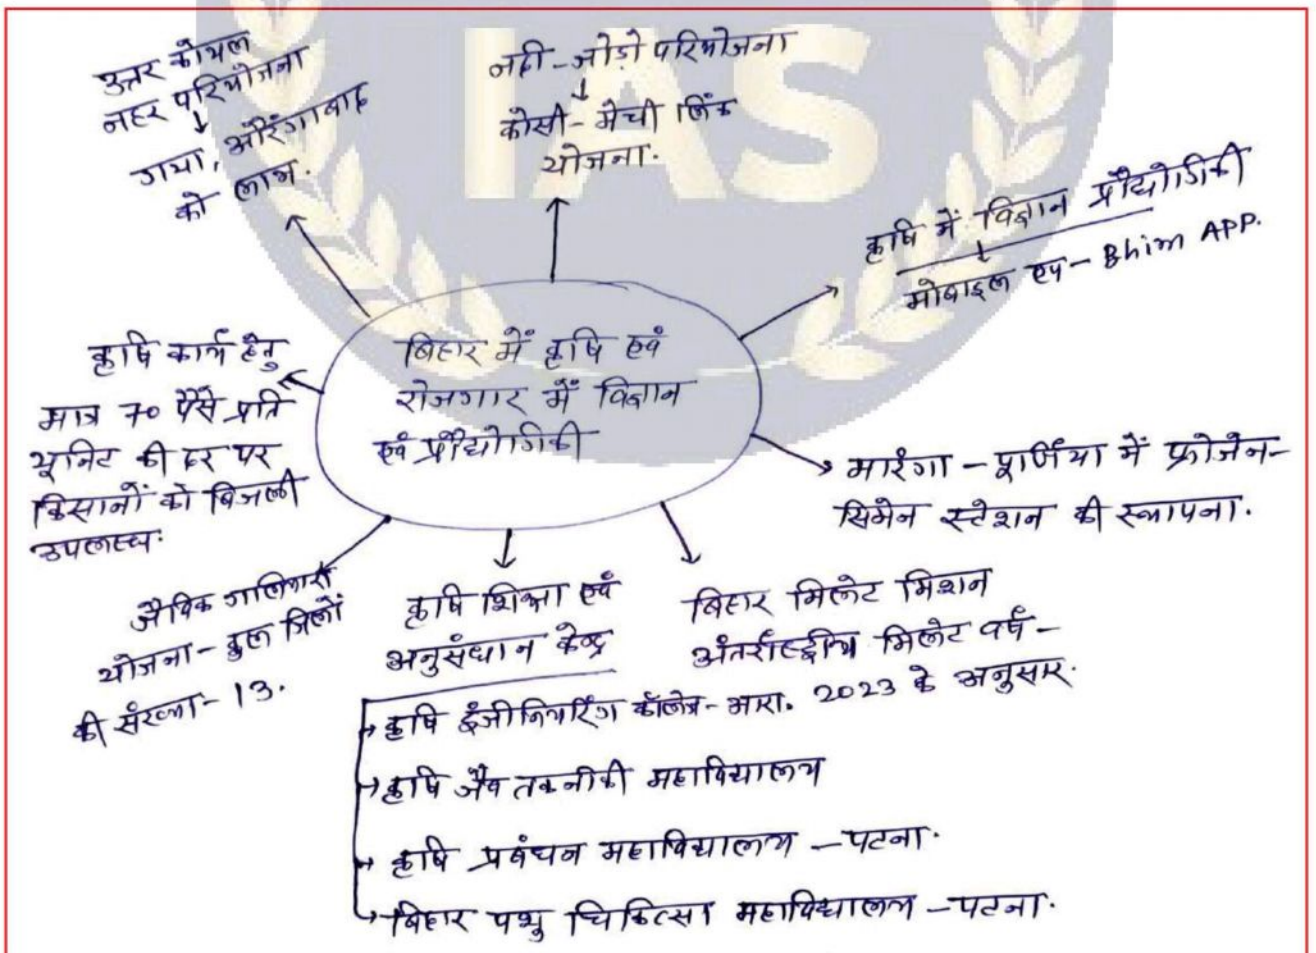 IAS
उत्तर कोयल
नहर परियोजना
गया, औरंगाबाद
को लाभ.
नदी-जोड़ो परियोजना
कोसी-मेची लिंक
योजना.
कृषि में विज्ञान प्रौद्योगिकी
मोबाइल एप - Bhim APP.
बिहार में कृषि एवं
रोजगार में विज्ञान
एवं प्रौद्योगिकी
कृषि कार्य हेतु
मात्र 70 पैसे प्रति
यूनिट की दर पर
किसानों को बिजली
उपलब्ध.
मारंगा - पूर्णिया में फ्रोजेन-
सिमेन स्टेशन की स्थापना.
जैविक गलियारा
योजना - कुल जिलों
की संख्या - 13.
कृषि शिक्षा एवं
अनुसंधान केन्द्र
बिहार मिलेट मिशन
अंतर्राष्ट्रीय मिलेट वर्ष -
2023 के अनुसार.
कृषि इंजीनियरिंग कॉलेज - आरा.
कृषि जैव तकनीकी महाविद्यालय
कृषि प्रबंधन महाविद्यालय - पटना.
बिहार पशु चिकित्सा महाविद्यालय - पटना.